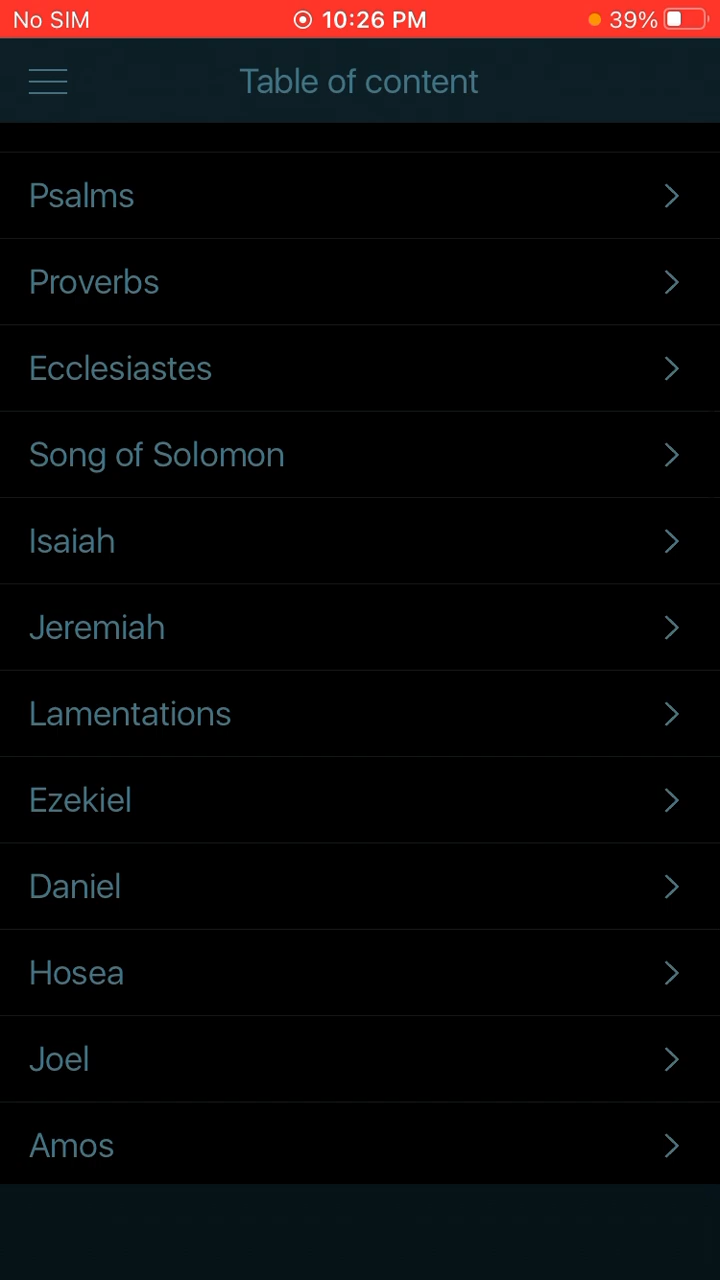 No SIM 10:26 PM 39%
Table of content
Psalms
Proverbs
Ecclesiastes
Song of Solomon
Isaiah
Jeremiah
Lamentations
Ezekiel
Daniel
Hosea
Joel
Amos